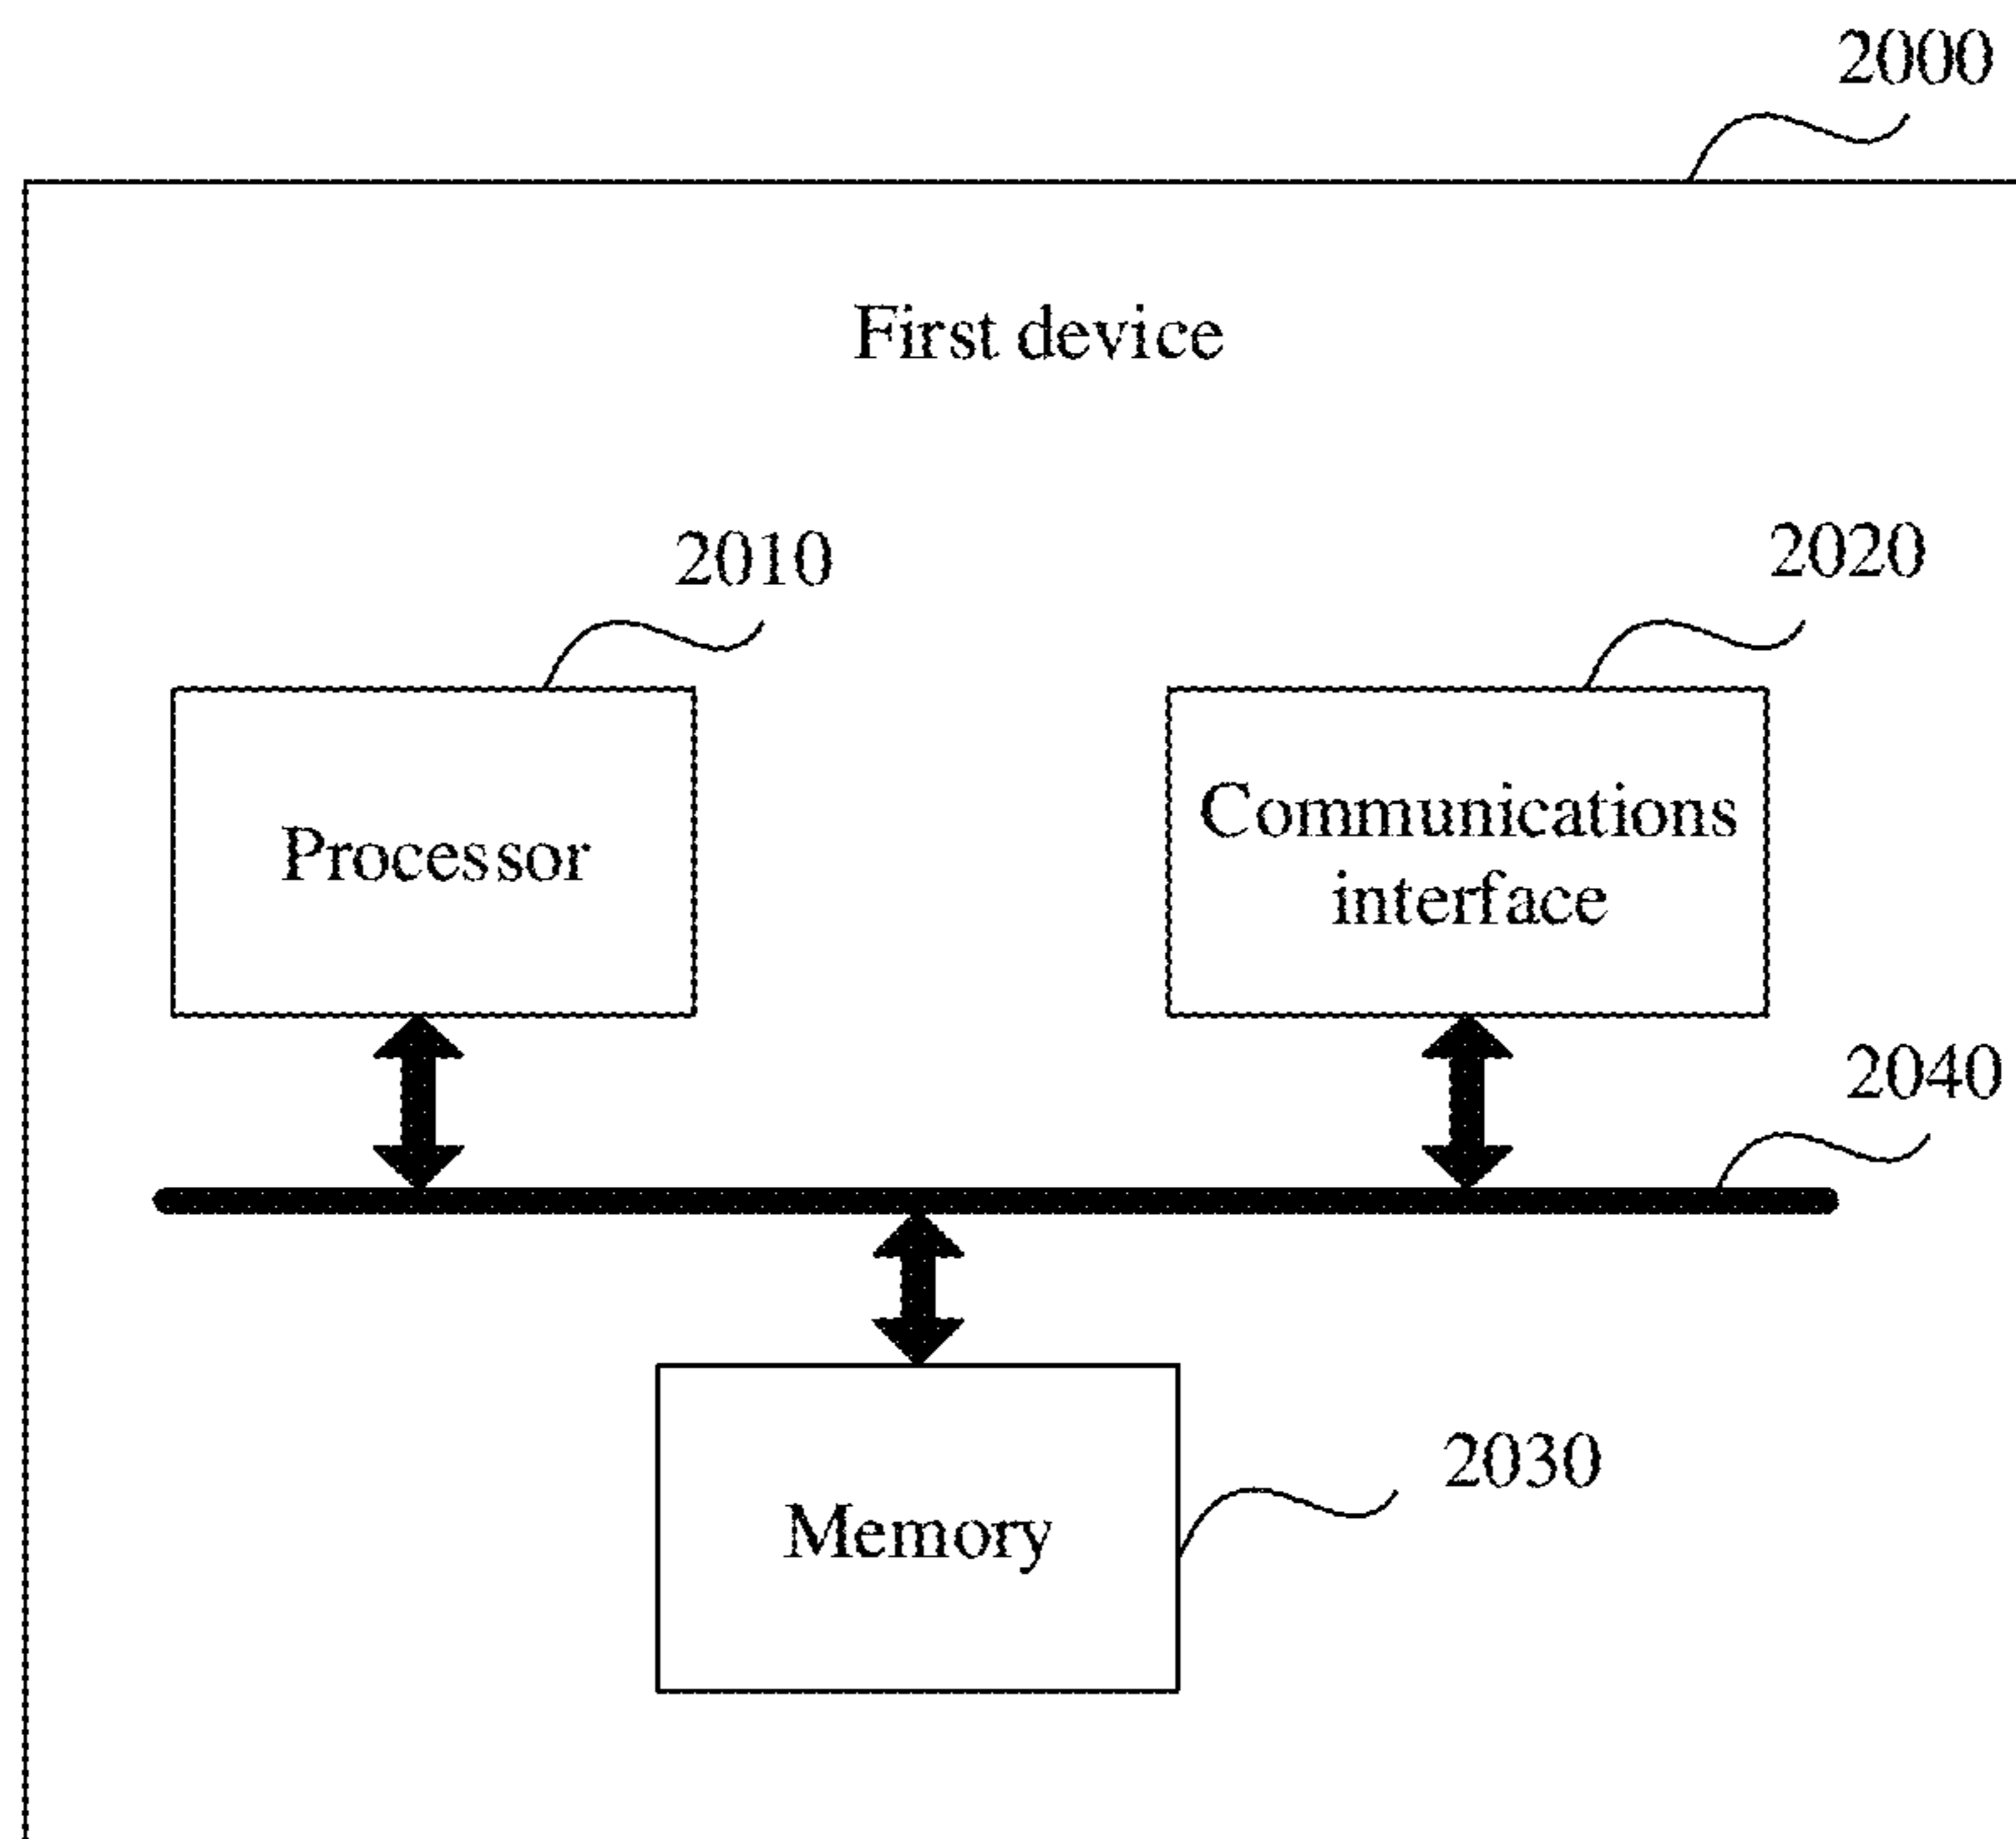 2000
First device
2010
2020
Processor
Communications
interface
2040
Memory
2030